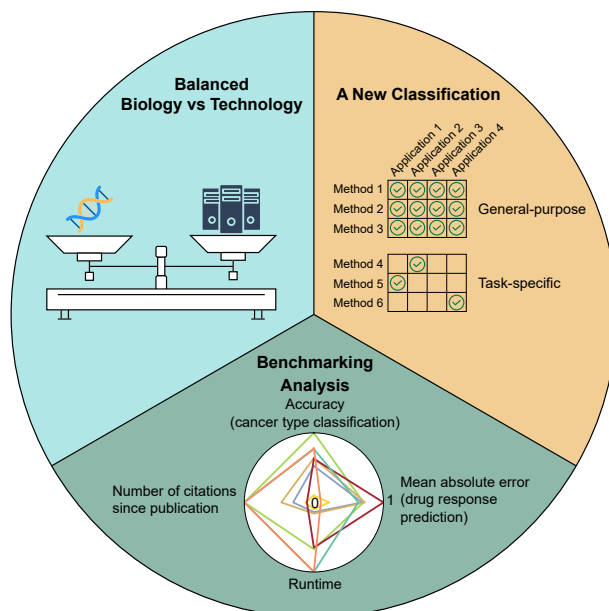 Balanced
Biology vs Technology
A New Classification
Application 1
Application 2
Application 3
Application 4
Method 1
Method 2
Method 3
General-purpose
Method 4
Method 5
Method 6
Task-specific
Benchmarking
Analysis
Accuracy
(cancer type classification)
Number of citations
since publication
0
1
Mean absolute error
(drug response
prediction)
Runtime